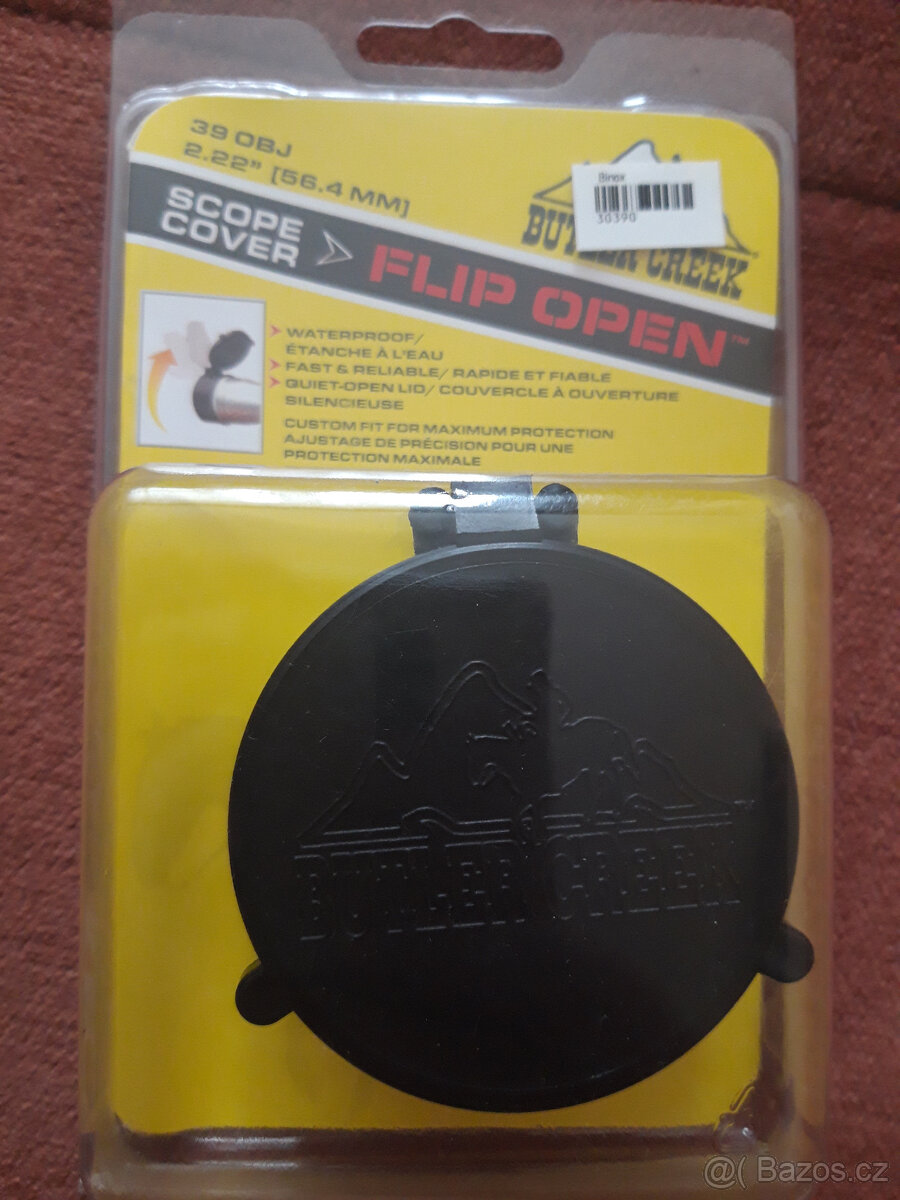 39 OBJ
2.22" [56.4 MM]
Binox
30390
BUTLER CREEK
SCOPE
COVER
FLIP OPEN™
WATERPROOF/
ÉTANCHE À L'EAU
FAST & RELIABLE/ RAPIDE ET FIABLE
QUIET-OPEN LID/ COUVERCLE À OUVERTURE
SILENCIEUSE
CUSTOM FIT FOR MAXIMUM PROTECTION
AJUSTAGE DE PRÉCISION POUR UNE
PROTECTION MAXIMALE
BUTLER CREEK
@( Bazoš.cz